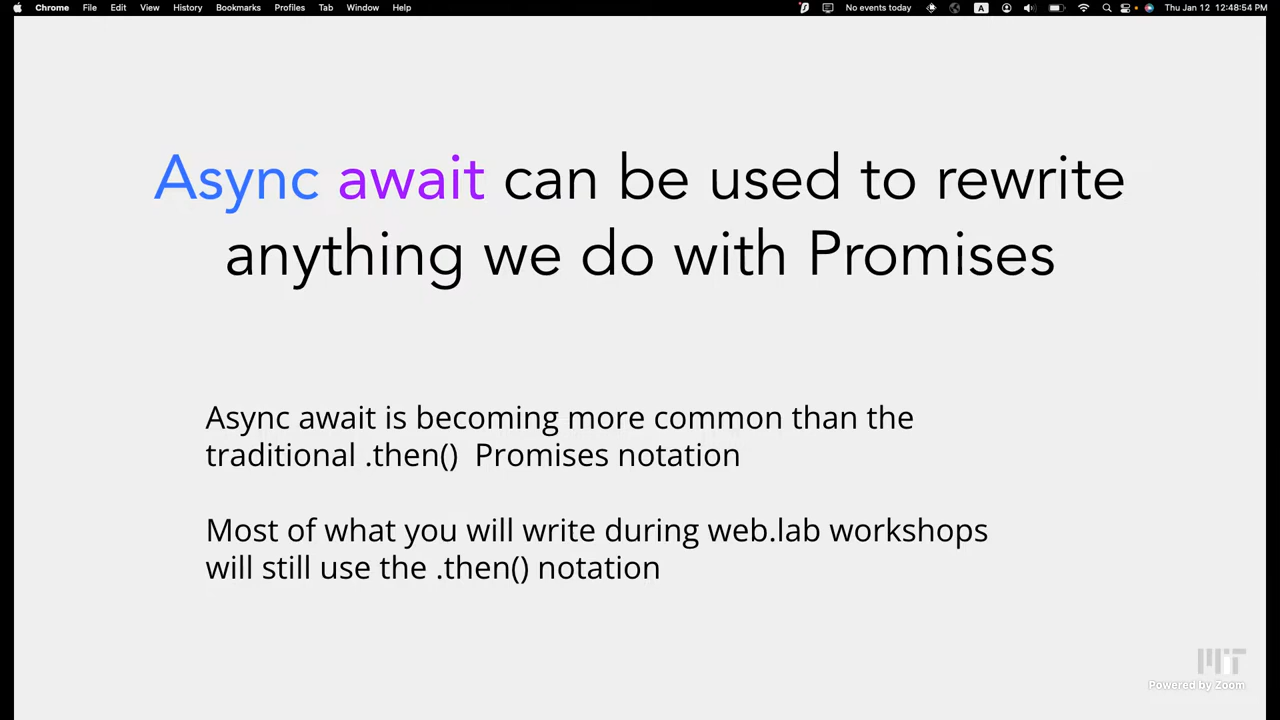 Chrome File Edit View History Bookmarks Profiles Tab Window Help No events today A Thu Jan 12 12:48:54 PM
Async await can be used to rewrite
anything we do with Promises
Async await is becoming more common than the
traditional .then() Promises notation
Most of what you will write during web.lab workshops
will still use the .then() notation
MIT
Powered by Zoom